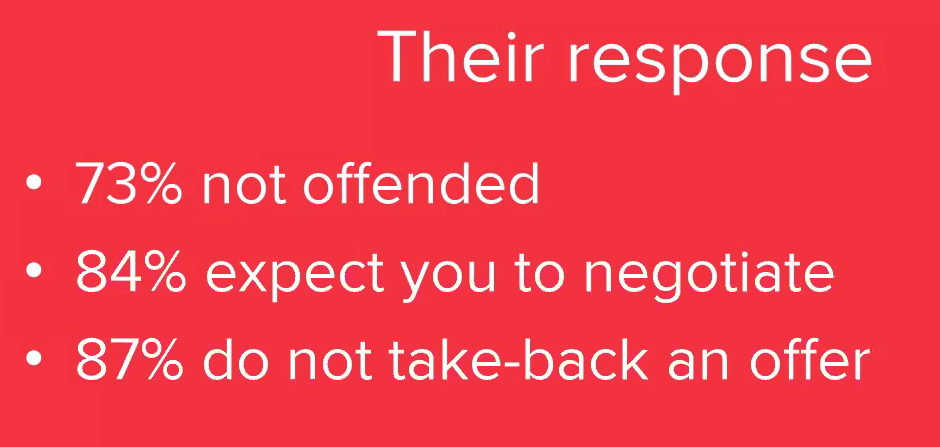 Their response
• 73% not offended
• 84% expect you to negotiate
• 87% do not take-back an offer